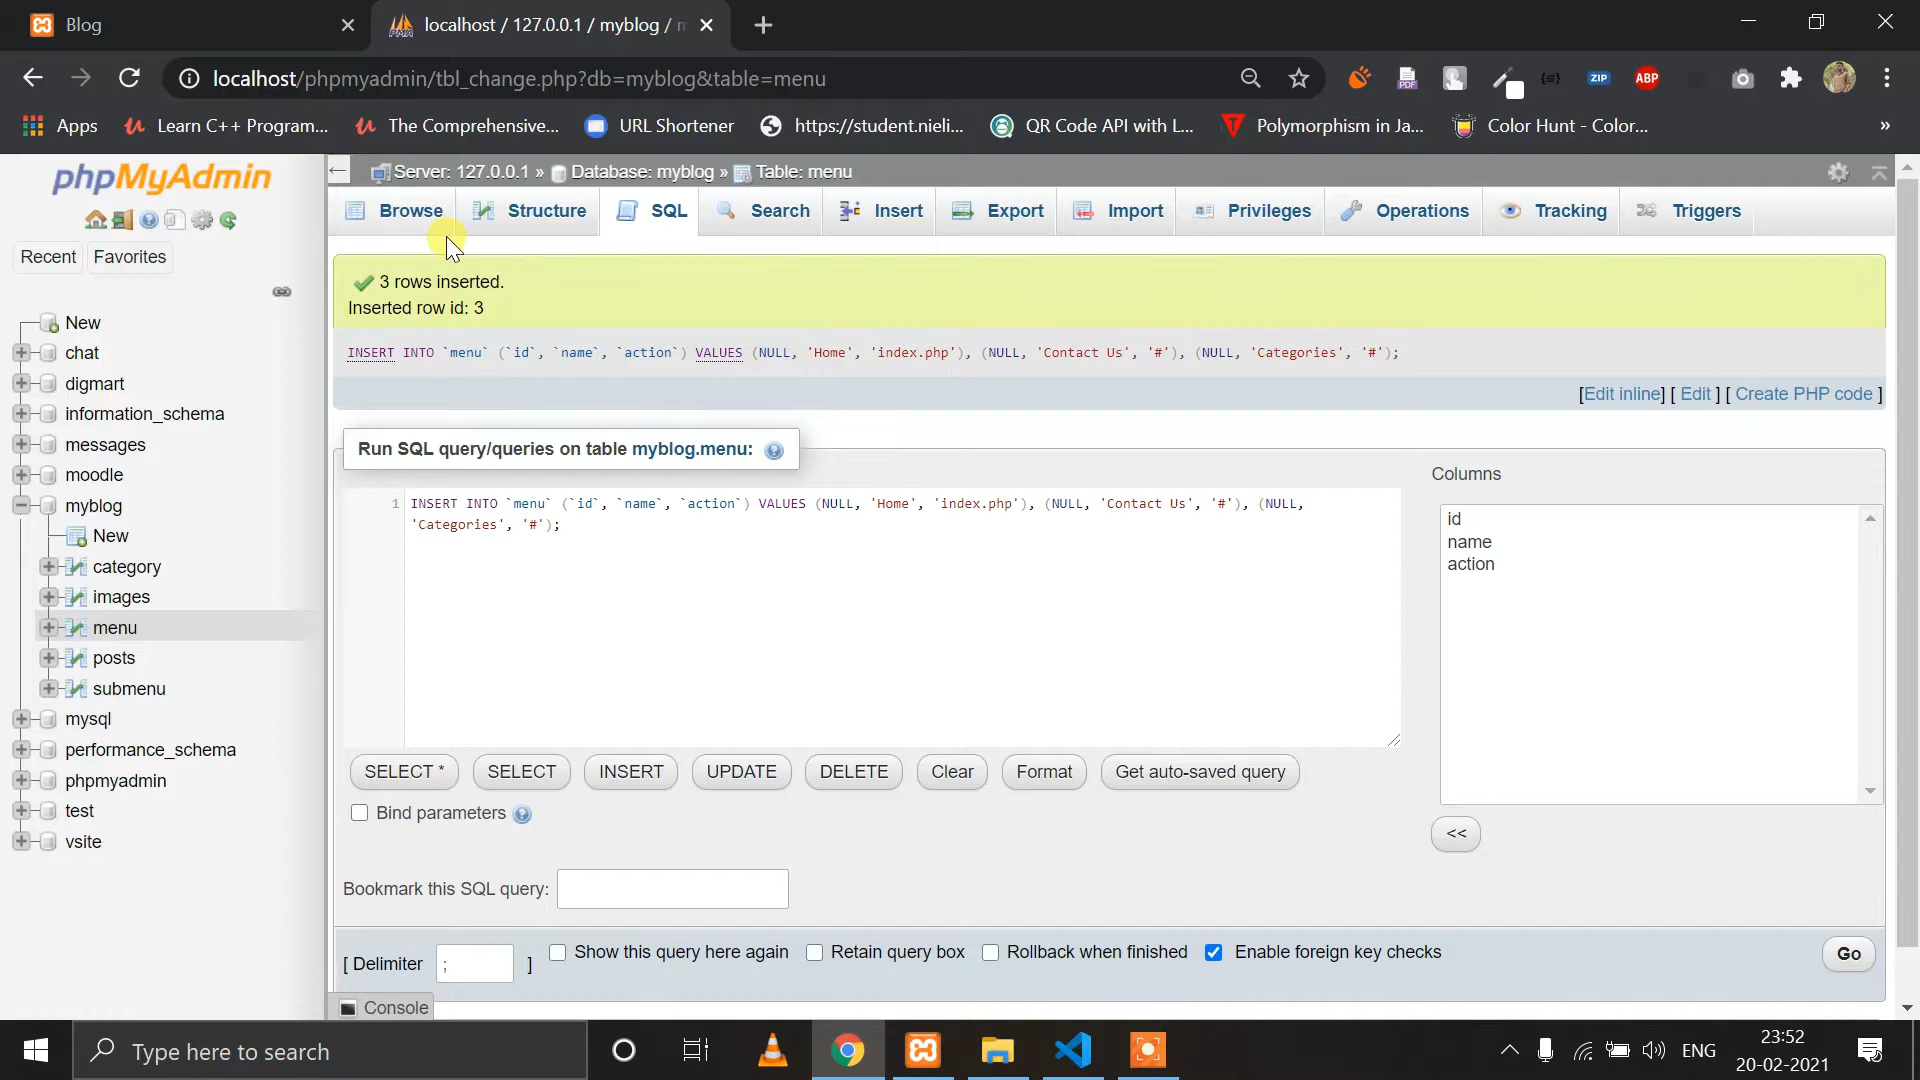 Blog
localhost / 127.0.0.1 / myblog /
localhost/phpmyadmin/tbl_change.php?db=myblog&table=menu
PDF
ZIP
ABP
Apps
Learn C++ Program...
The Comprehensive...
URL Shortener
https://student.nieli...
QR Code API with L...
Polymorphism in Ja...
Color Hunt - Color...
»
phpMyAdmin
Server: 127.0.0.1 » Database: myblog » Table: menu
Browse
Structure
SQL
Search
Insert
Export
Import
Privileges
Operations
Tracking
Triggers
Recent
Favorites
New
chat
digmart
information_schema
messages
moodle
myblog
New
category
images
menu
posts
submenu
mysql
performance_schema
phpmyadmin
test
vsite
3 rows inserted.
Inserted row id: 3
INSERT INTO `menu` (`id`, `name`, `action`) VALUES (NULL, 'Home', 'index.php'), (NULL, 'Contact Us', '#'), (NULL, 'Categories', '#');
[Edit inline] [ Edit ] [ Create PHP code ]
Run SQL query/queries on table myblog.menu:
1 INSERT INTO `menu` (`id`, `name`, `action`) VALUES (NULL, 'Home', 'index.php'), (NULL, 'Contact Us', '#'), (NULL,
'Categories', '#');
Columns
id
name
action
SELECT *
SELECT
INSERT
UPDATE
DELETE
Clear
Format
Get auto-saved query
<<
Bind parameters
Bookmark this SQL query:
[ Delimiter ; ]
Show this query here again
Retain query box
Rollback when finished
Enable foreign key checks
Go
Console
Type here to search
ENG
23:52
20-02-2021